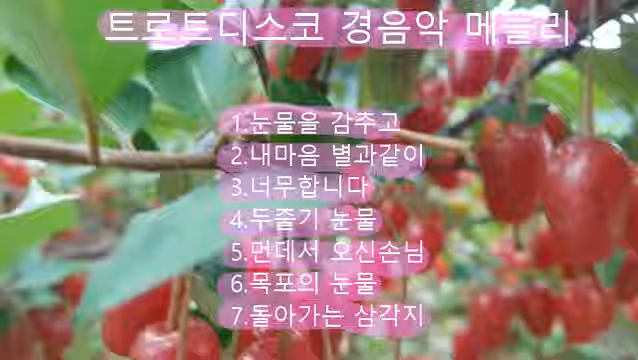 트로트디스코 경음악 메들리
1.눈물을 감추고
2.내마음 별과같이
3.너무합니다
4.두줄기 눈물
5.먼데서 오신손님
6.목포의 눈물
7.돌아가는 삼각지